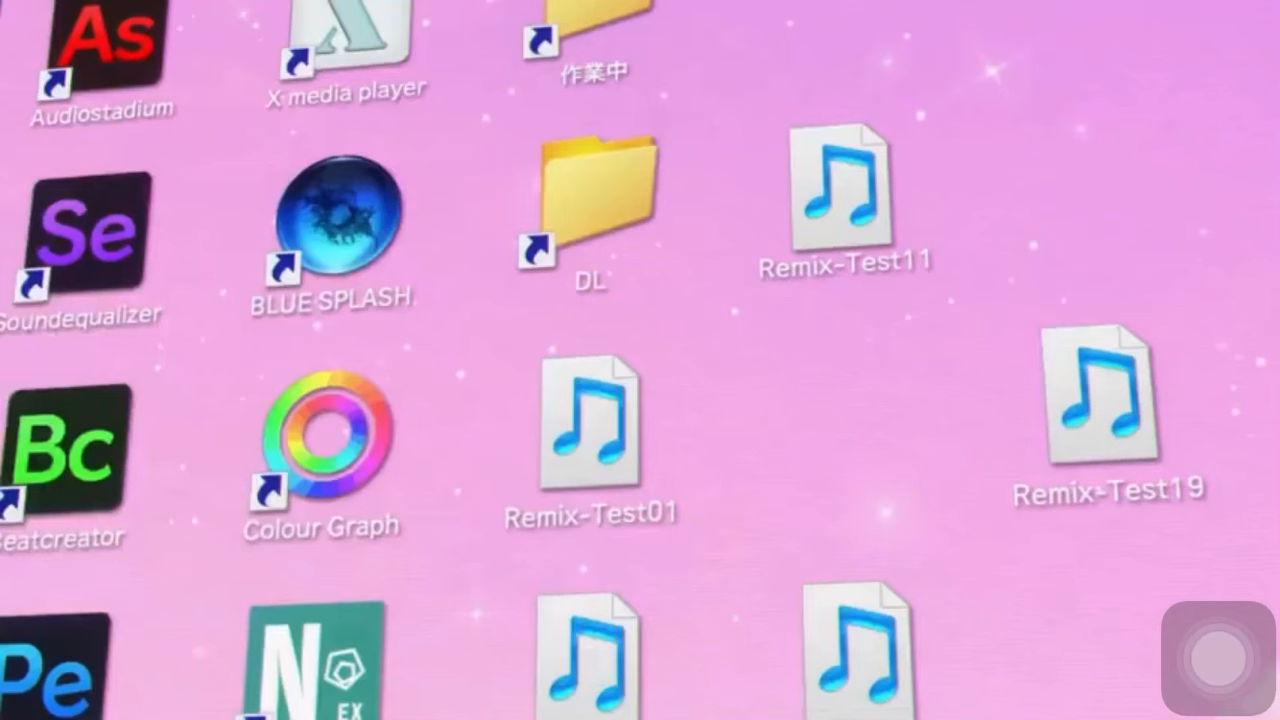 As
Audiostadium
X
X media player
作業中
Se
Soundequalizer
BLUE SPLASH
DL
Remix-Test11
Bc
Beatcreator
Colour Graph
Remix-Test01
Remix-Test19
Pe
N
EX